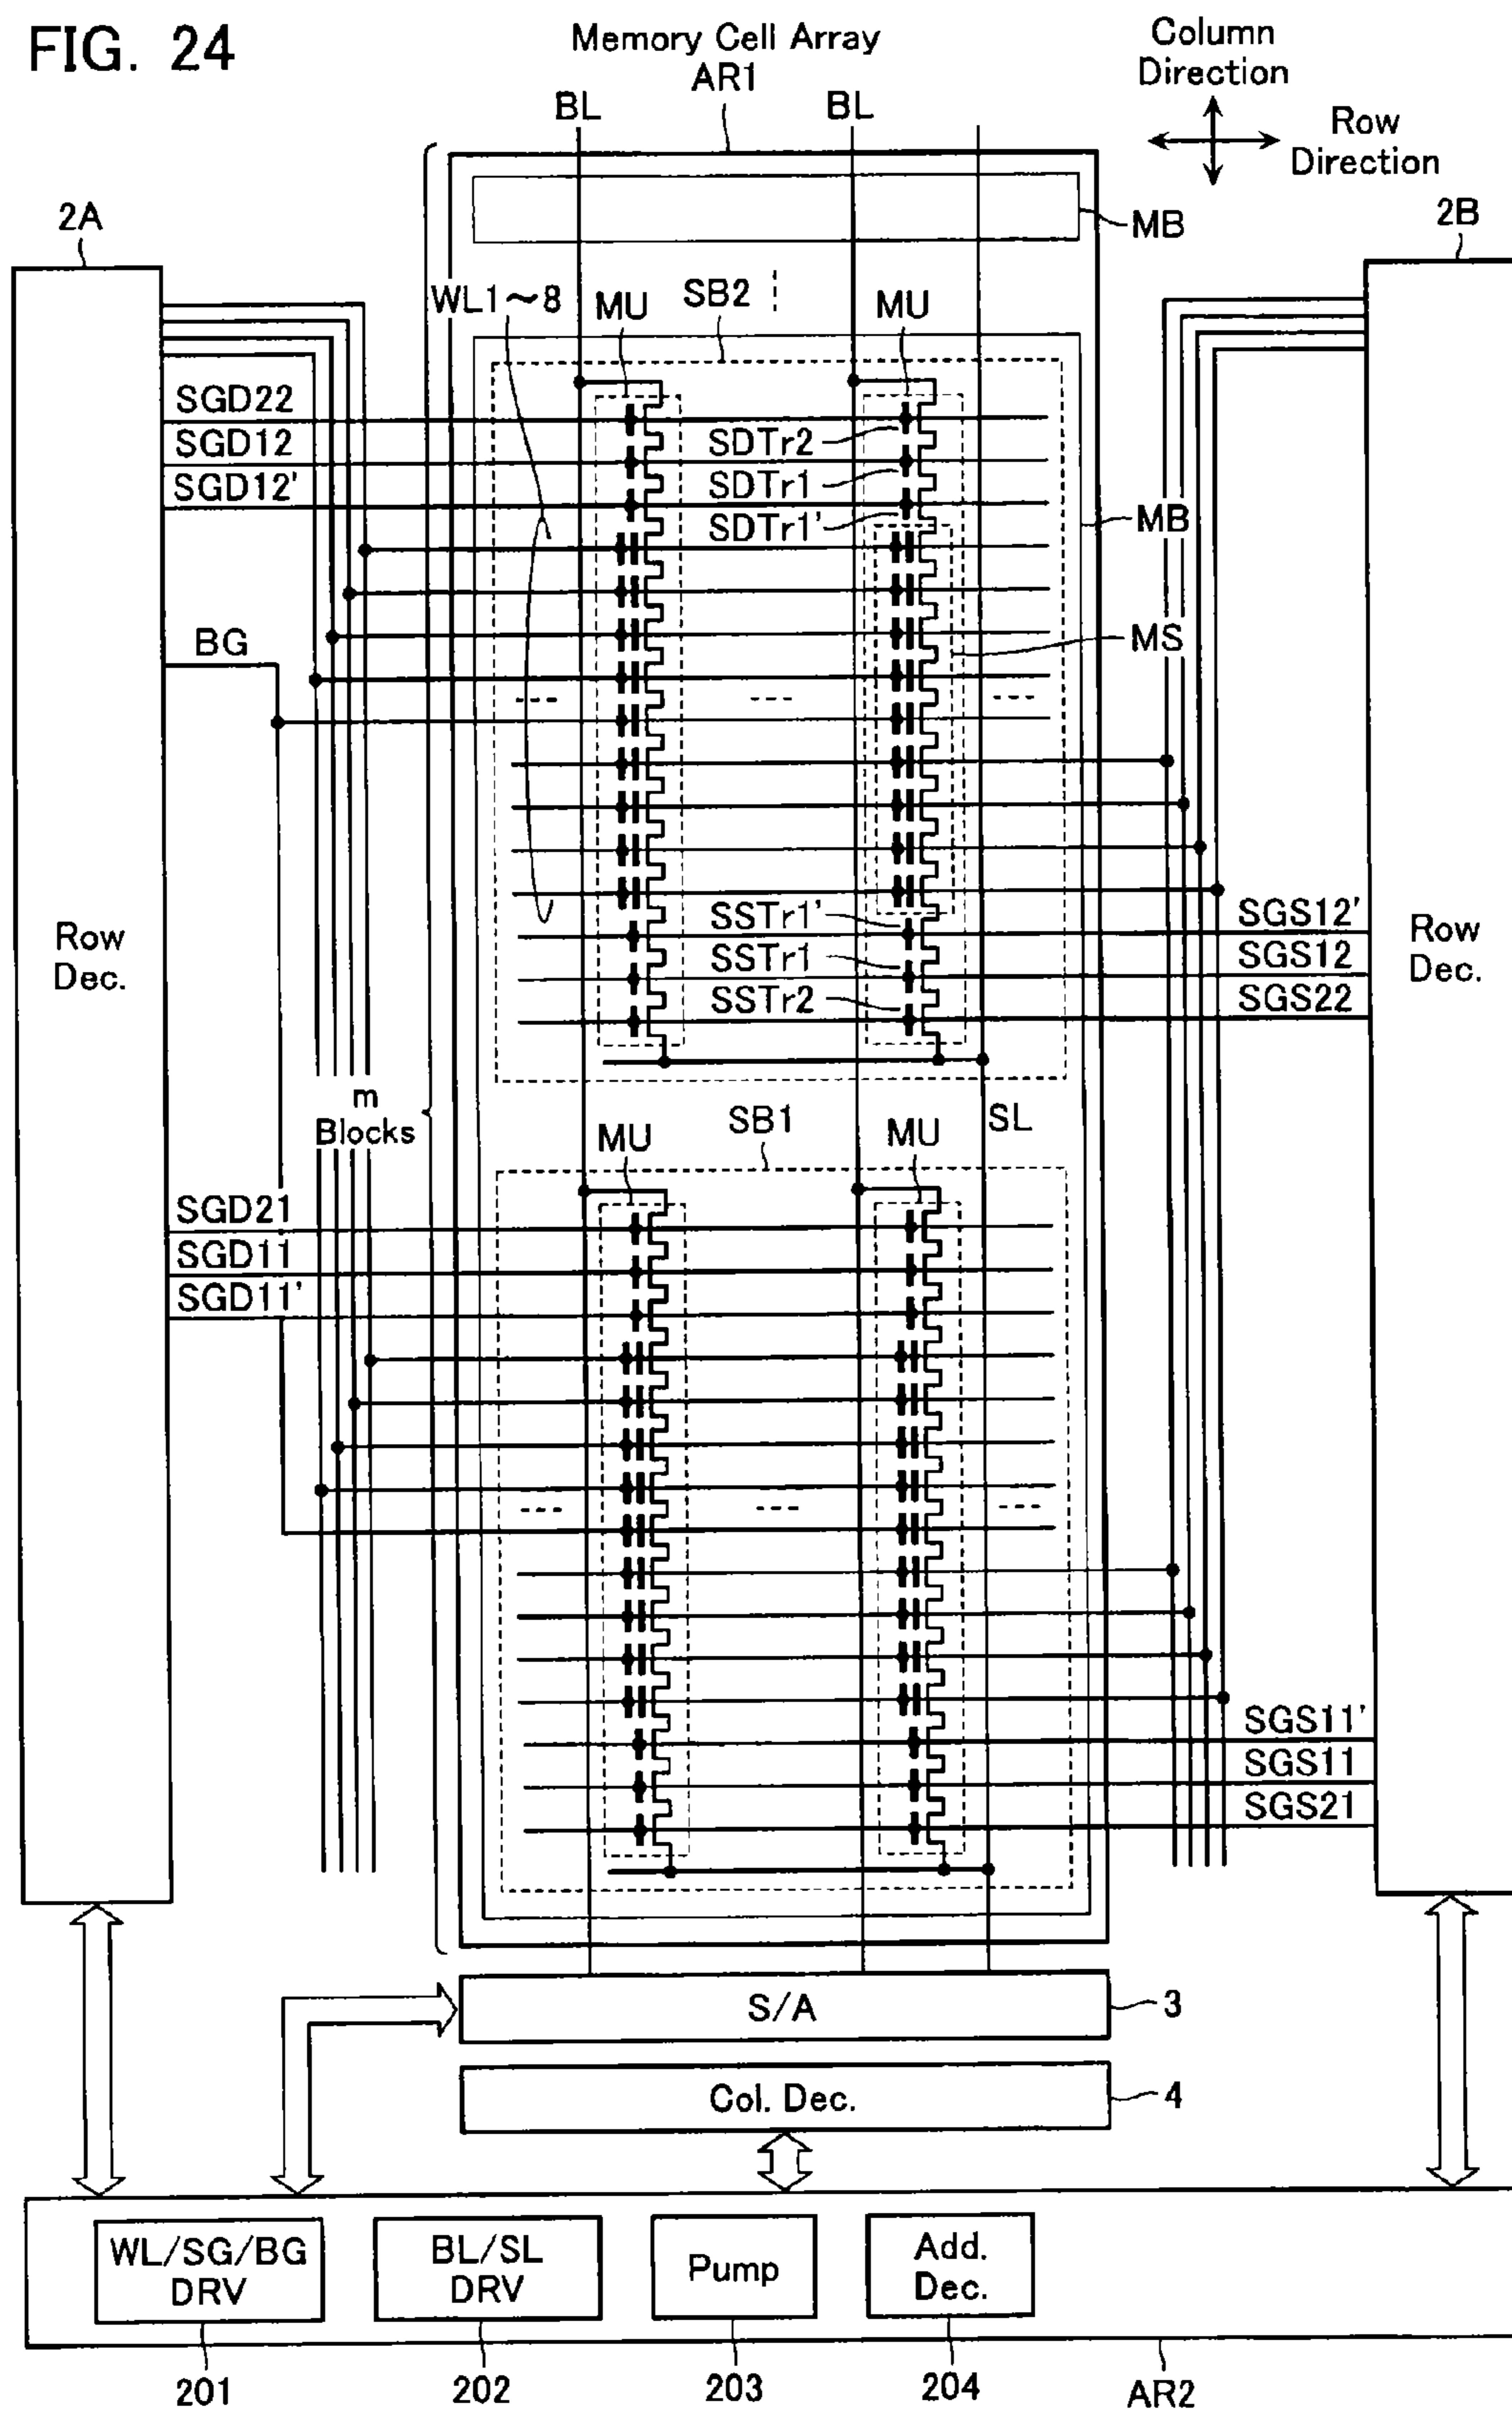 FIG. 24
Memory Cell Array
AR1
Column
Direction
Row
Direction
BL
BL
MB
2A
2B
WL1～8
MU
SB2
MU
SGD22
SGD12
SGD12'
SDTr2
SDTr1
SDTr1'
MB
BG
MS
Row
Dec.
Row
Dec.
SSTr1'
SSTr1
SSTr2
SGS12'
SGS12
SGS22
m
Blocks
MU
SB1
MU
SL
SGD21
SGD11
SGD11'
SGS11'
SGS11
SGS21
S/A
3
Col. Dec.
4
WL/SG/BG
DRV
BL/SL
DRV
Pump
Add.
Dec.
201
202
203
204
AR2